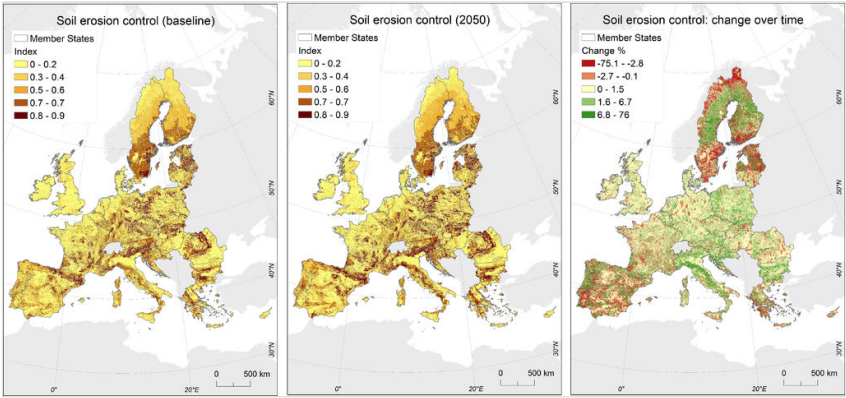 Soil erosion control (baseline)
Member States
Index
0 - 0.2
0.3 - 0.4
0.5 - 0.6
0.7 - 0.7
0.8 - 0.9
60°N
50°N
40°N
30°N
0°
20°E
0 500 km
Soil erosion control (2050)
Member States
Index
0 - 0.2
0.3 - 0.4
0.5 - 0.6
0.7 - 0.7
0.8 - 0.9
60°N
50°N
40°N
30°N
0°
20°E
0 500 km
Soil erosion control: change over time
Member States
Change %
-75.1 - -2.8
-2.7 - -0.1
0 - 1.5
1.6 - 6.7
6.8 - 76
60°N
50°N
40°N
30°N
0°
20°E
0 500 km